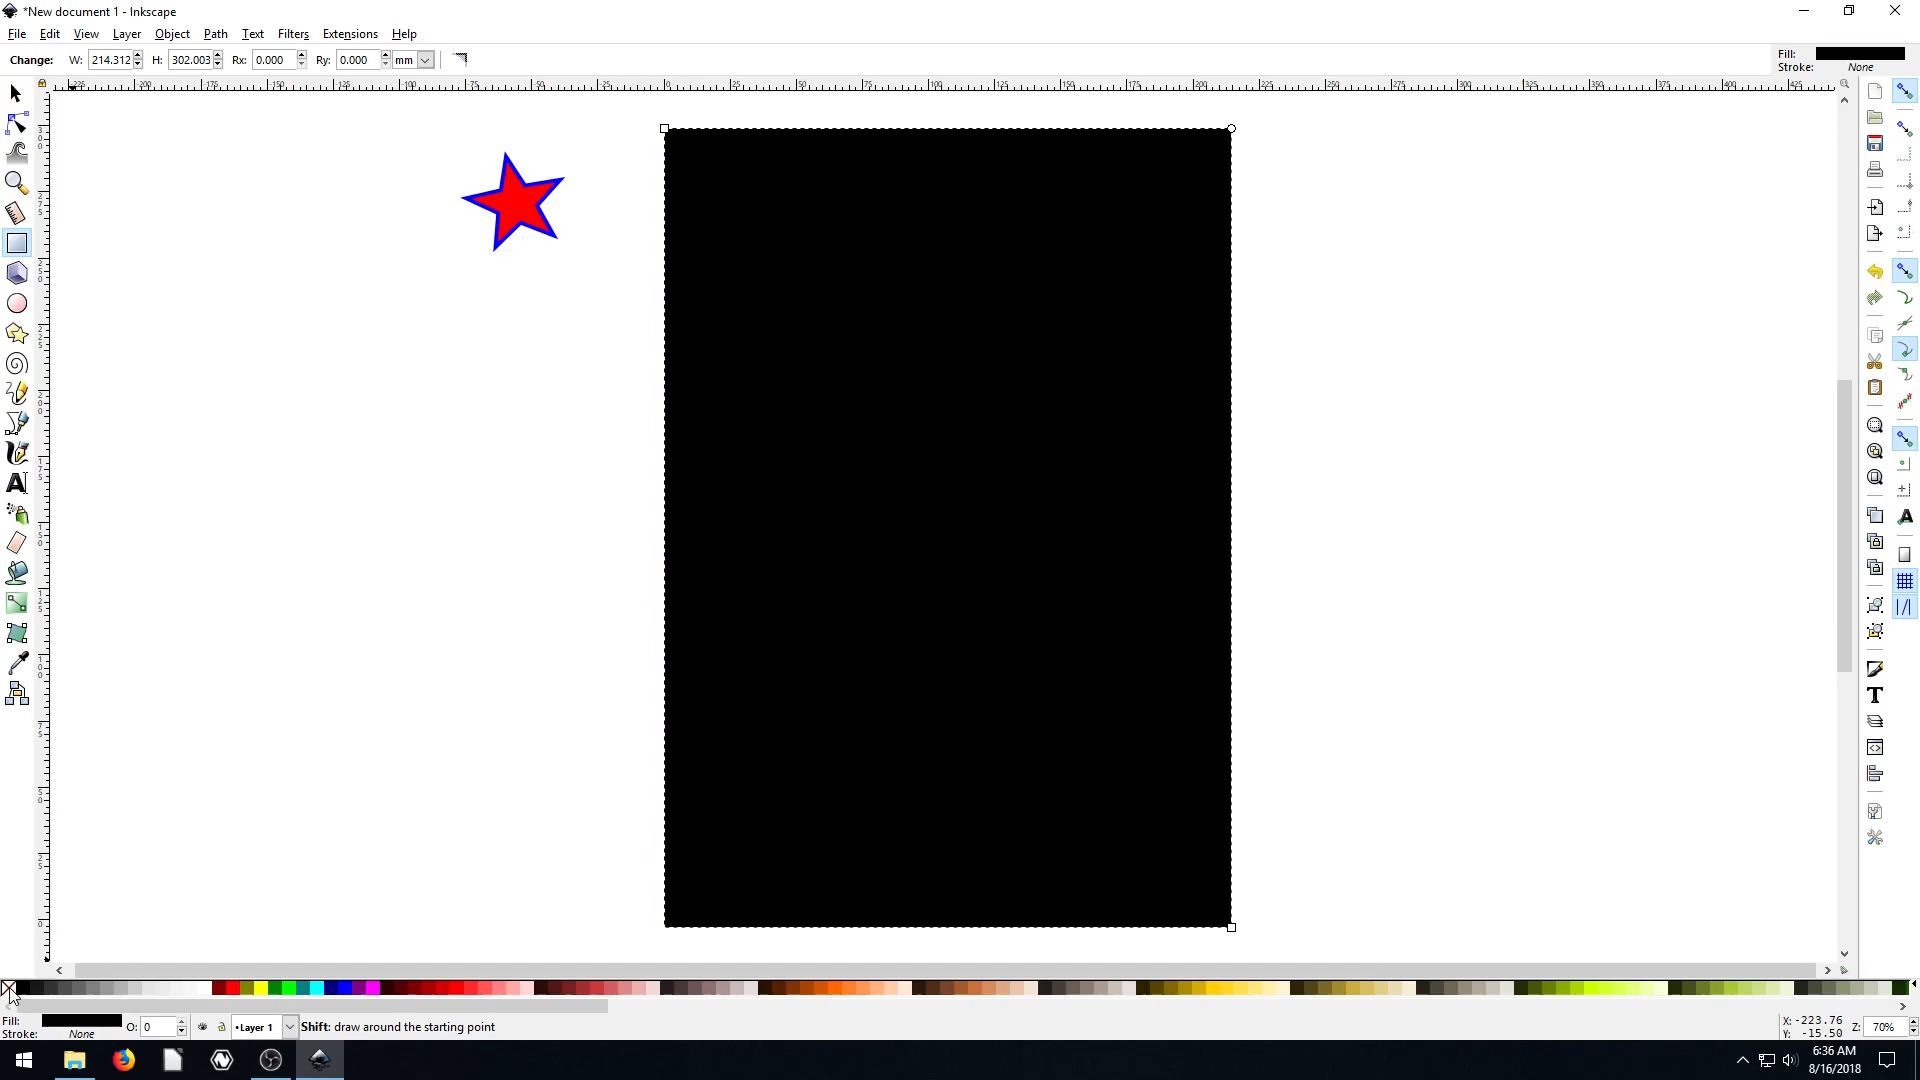 *New document 1 - Inkscape
File Edit View Layer Object Path Text Filters Extensions Help
Change: W: 214.312 H: 302.003 Rx: 0.000 Ry: 0.000 mm
Fill:
Stroke: None
Fill:
Stroke: None
O: 0
•Layer 1
Shift: draw around the starting point
X: -223.76
Y: -15.50
Z: 70%
6:36 AM
8/16/2018